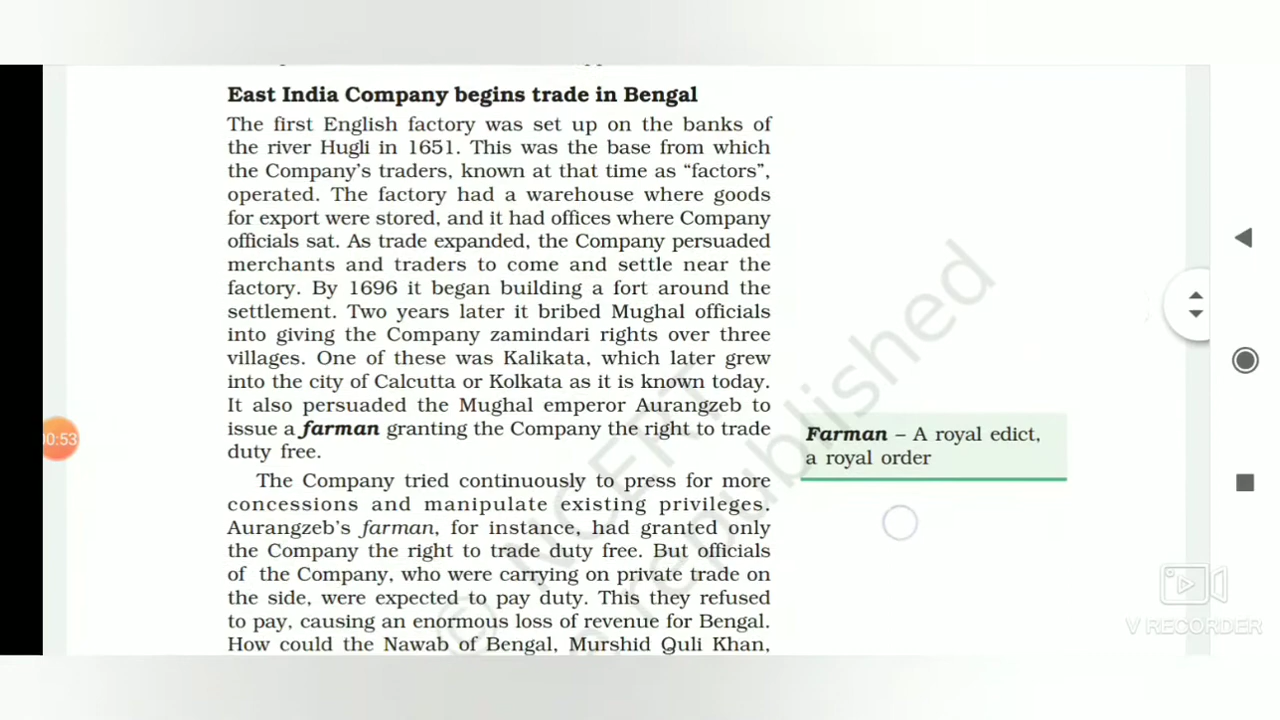 East India Company begins trade in Bengal
The first English factory was set up on the banks of
the river Hugli in 1651. This was the base from which
the Company's traders, known at that time as “factors”,
operated. The factory had a warehouse where goods
for export were stored, and it had offices where Company
officials sat. As trade expanded, the Company persuaded
merchants and traders to come and settle near the
factory. By 1696 it began building a fort around the
settlement. Two years later it bribed Mughal officials
into giving the Company zamindari rights over three
villages. One of these was Kalikata, which later grew
into the city of Calcutta or Kolkata as it is known today.
It also persuaded the Mughal emperor Aurangzeb to
issue a farman granting the Company the right to trade
duty free.
The Company tried continuously to press for more
concessions and manipulate existing privileges.
Aurangzeb's farman, for instance, had granted only
the Company the right to trade duty free. But officials
of the Company, who were carrying on private trade on
the side, were expected to pay duty. This they refused
to pay, causing an enormous loss of revenue for Bengal.
How could the Nawab of Bengal, Murshid Quli Khan,
Farman – A royal edict,
a royal order
© NCERT
republished
00:53
V RECORDER